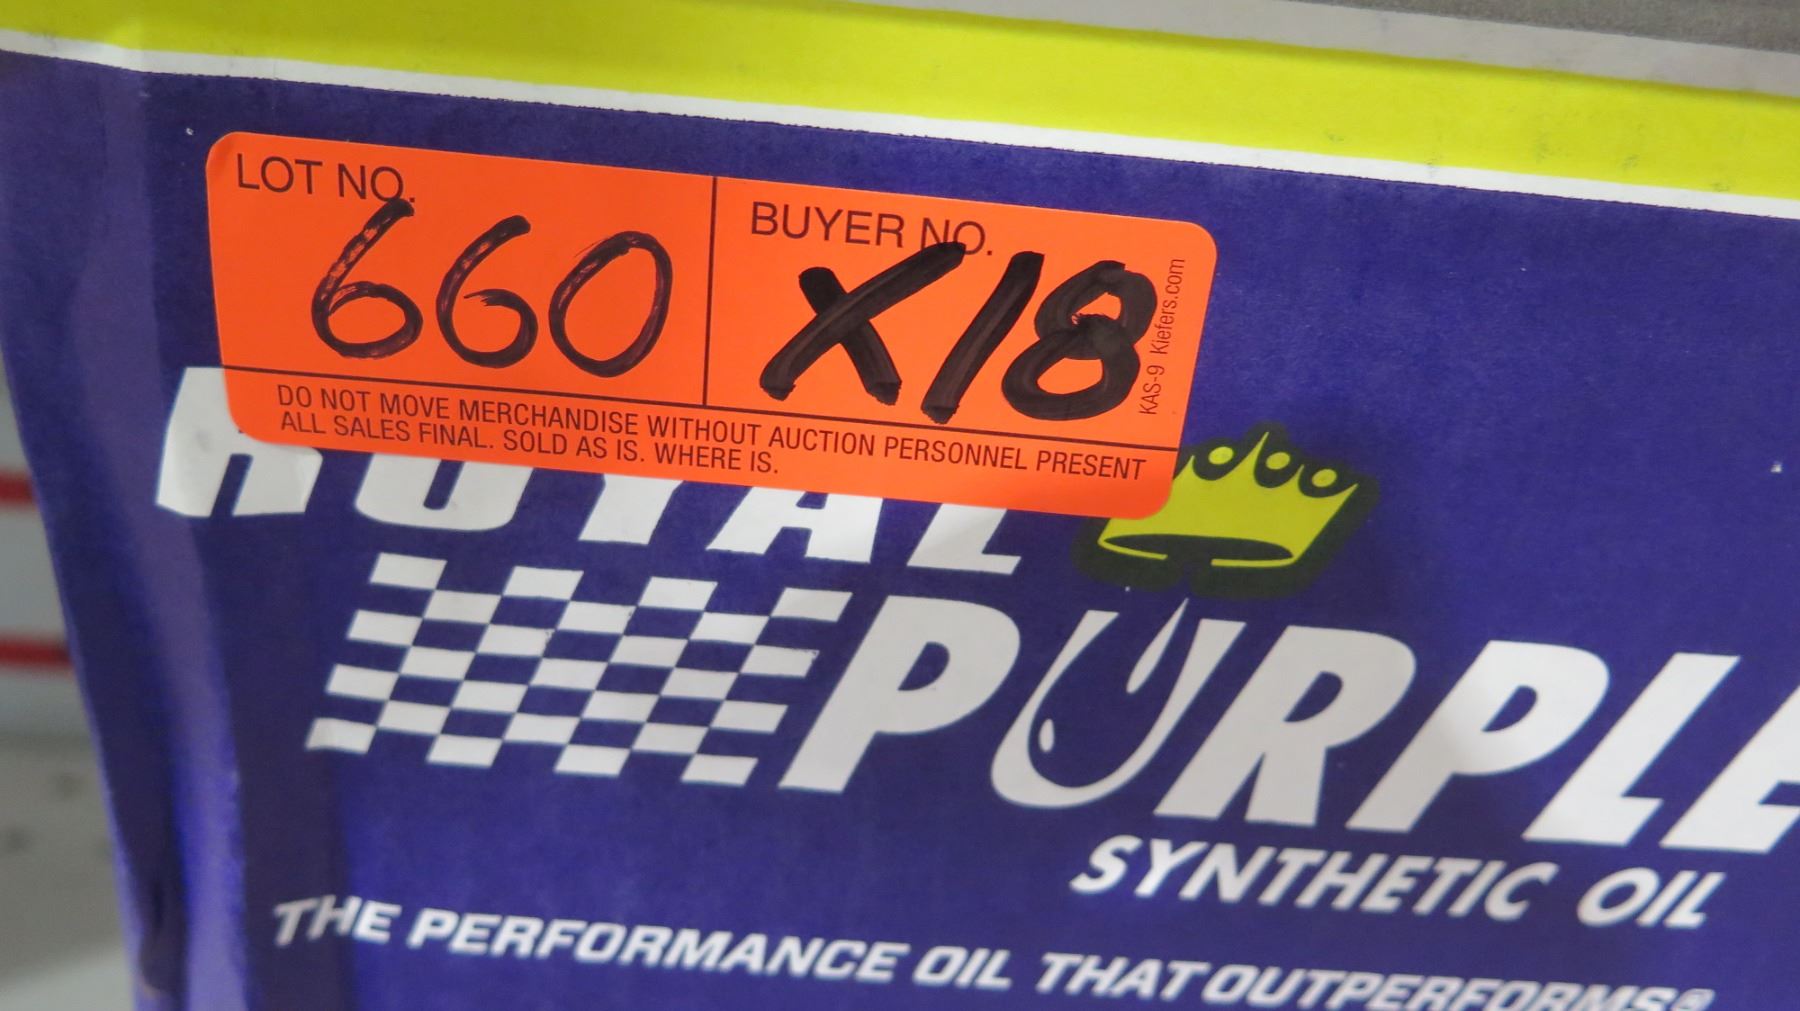 LOT NO.
660
BUYER NO.
X18
KAS-9 Kiefers.com
DO NOT MOVE MERCHANDISE WITHOUT AUCTION PERSONNEL PRESENT
ALL SALES FINAL. SOLD AS IS. WHERE IS.
ROYAL
PURPLE
SYNTHETIC OIL
THE PERFORMANCE OIL THAT OUTPERFORMS®